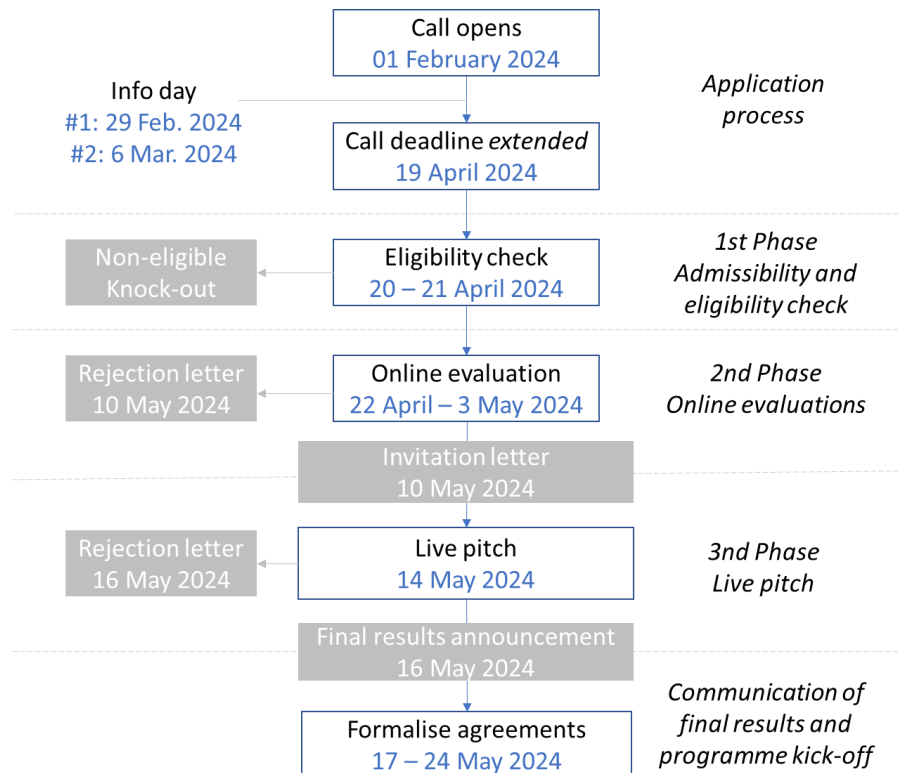 Call opens
01 February 2024
Info day
#1: 29 Feb. 2024
#2: 6 Mar. 2024
Application
process
Call deadline extended
19 April 2024
Non-eligible
Knock-out
Eligibility check
20 – 21 April 2024
1st Phase
Admissibility and
eligibility check
Rejection letter
10 May 2024
Online evaluation
22 April – 3 May 2024
2nd Phase
Online evaluations
Invitation letter
10 May 2024
Rejection letter
16 May 2024
Live pitch
14 May 2024
3nd Phase
Live pitch
Final results announcement
16 May 2024
Formalise agreements
17 – 24 May 2024
Communication of
final results and
programme kick-off